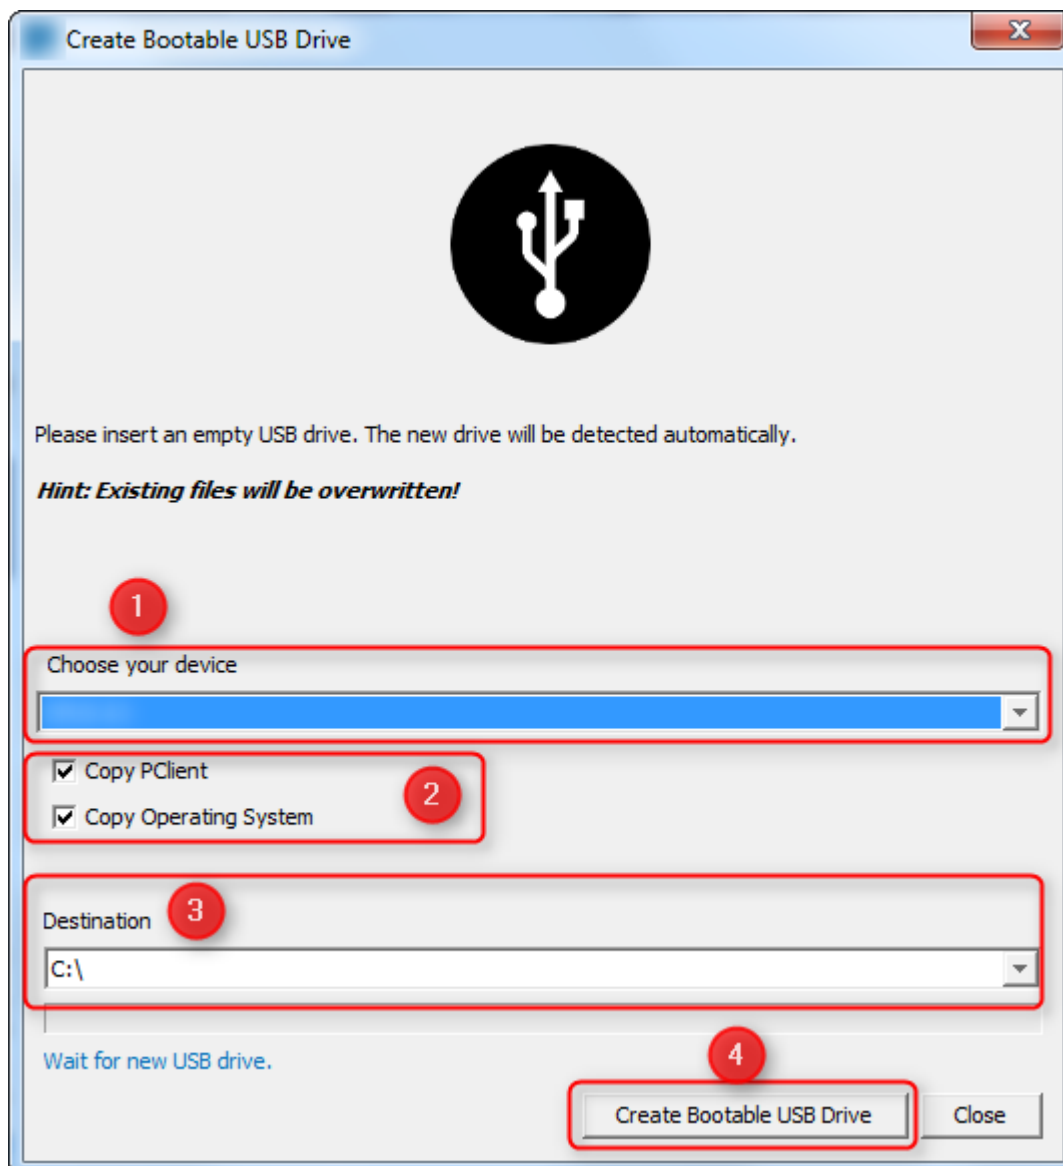 Create Bootable USB Drive
Please insert an empty USB drive. The new drive will be detected automatically.
Hint: Existing files will be overwritten!
1
Choose your device
Copy PClient
2
Copy Operating System
3
Destination
C:\
Wait for new USB drive.
4
Create Bootable USB Drive
Close